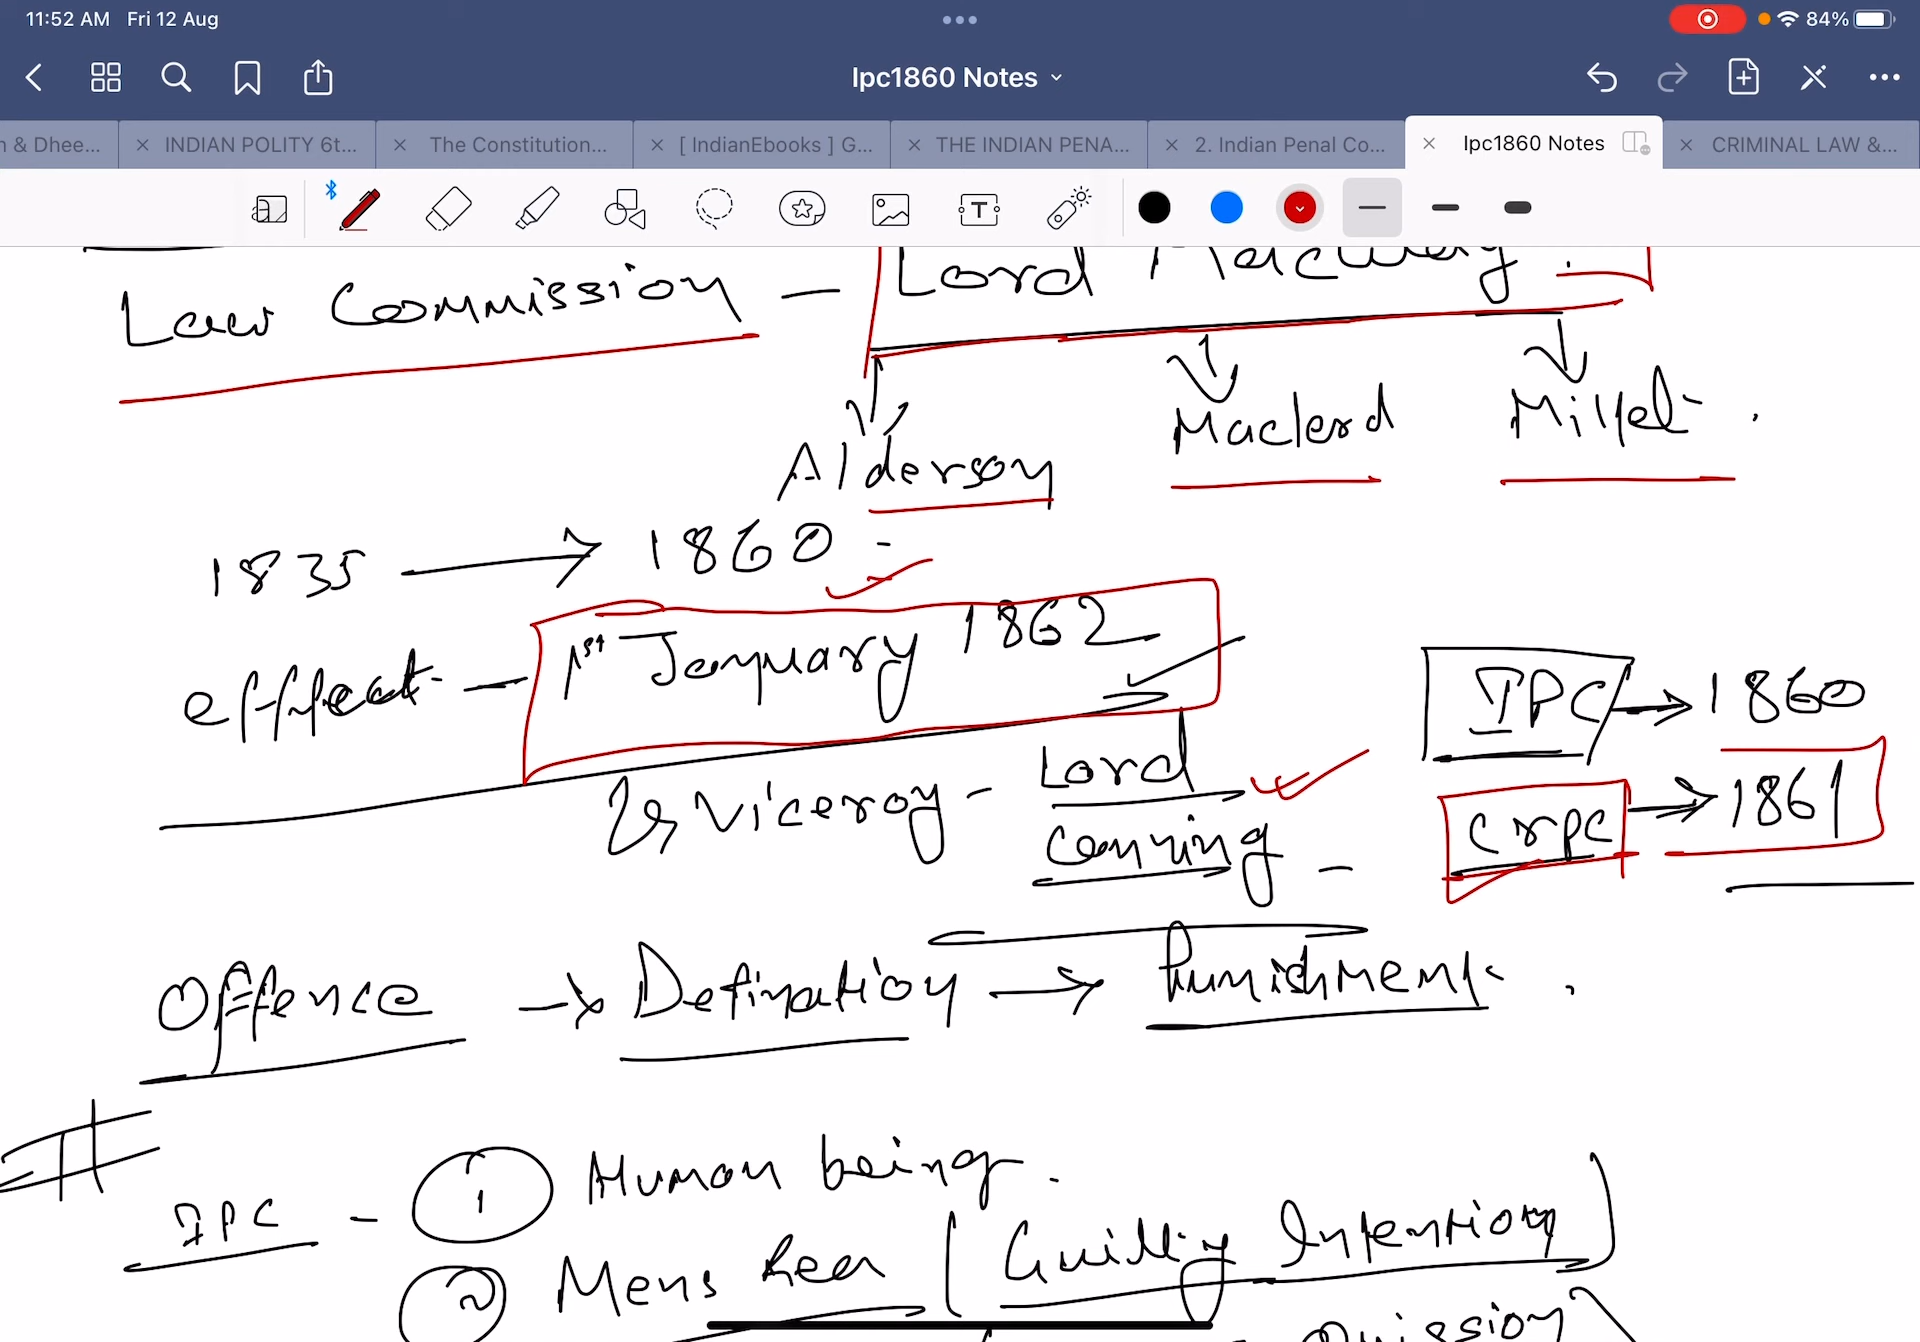 11:52 AM Fri 12 Aug 84%
Ipc1860 Notes
n & Dhee... INDIAN POLITY 6t... The Constitution... [ IndianEbooks ] G... THE INDIAN PENA... 2. Indian Penal Co... Ipc1860 Notes CRIMINAL LAW &...
Law Commission - Lord Maculay.
Alderson Macleod Millet.
1835 → 1860 -
effect - 1st January 1862
IPC → 1860
Viceroy - Lord Canning -
crpc → 1861
Offence → Defination → Punishment.
IPC - 1 Human being.
2 Mens Rea (Guilty Intention)
Omission